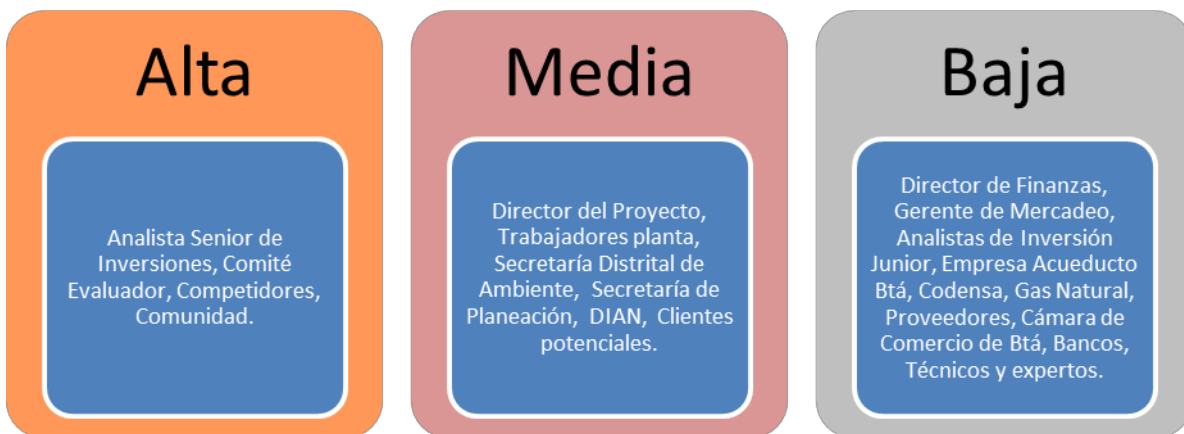 Alta
Analista Senior de
Inversiones, Comité
Evaluador, Competidores,
Comunidad.
Media
Director del Proyecto,
Trabajadores planta,
Secretaría Distrital de
Ambiente, Secretaría de
Planeación, DIAN, Clientes
potenciales.
Baja
Director de Finanzas,
Gerente de Mercadeo,
Analistas de Inversión
Junior, Empresa Acueducto
Btá, Codensa, Gas Natural,
Proveedores, Cámara de
Comercio de Btá, Bancos,
Técnicos y expertos.